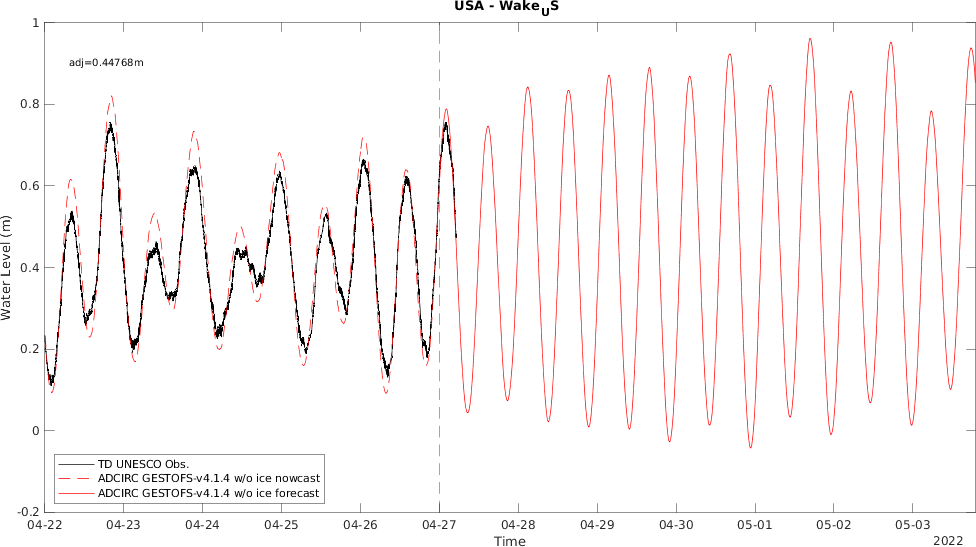 USA - WakeUS
adj=0.44768m
1
0.8
0.6
0.4
0.2
0
-0.2
Water Level (m)
TD UNESCO Obs.
ADCIRC GESTOFS-v4.1.4 w/o ice nowcast
ADCIRC GESTOFS-v4.1.4 w/o ice forecast
04-22 04-23 04-24 04-25 04-26 04-27 04-28 04-29 04-30 05-01 05-02 05-03
Time
2022